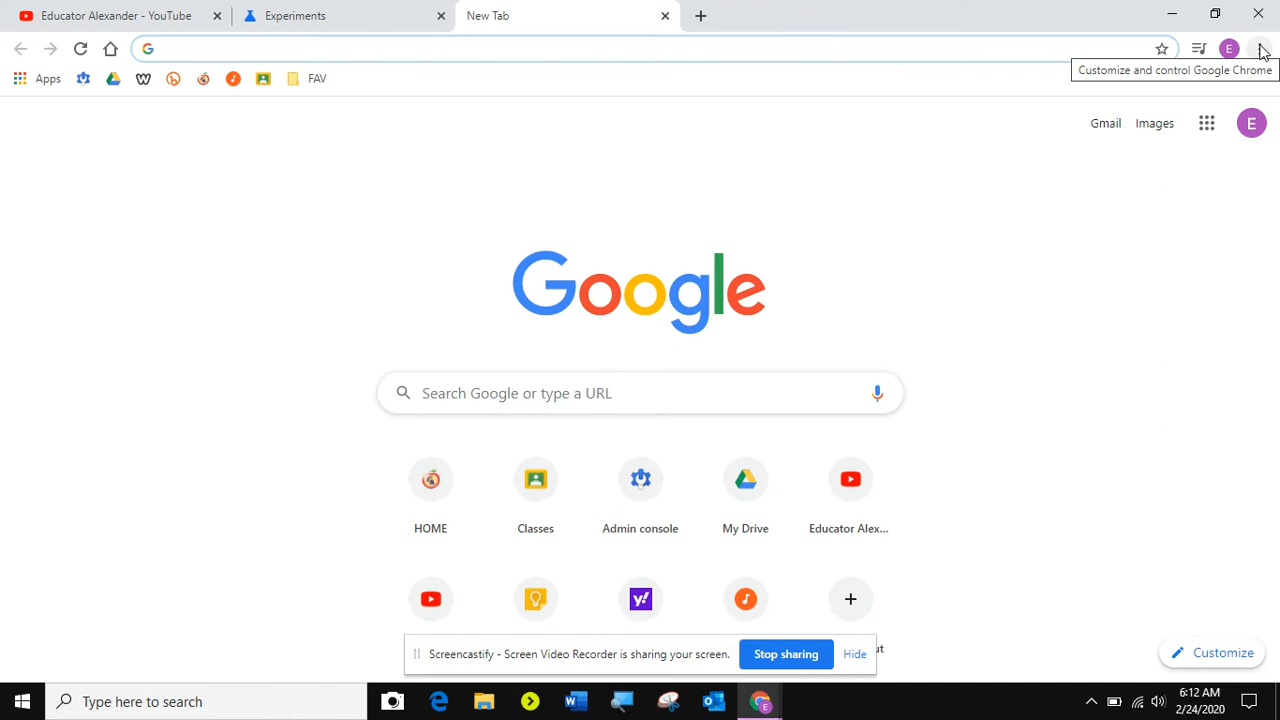 Educator Alexander - YouTube
Experiments
New Tab
E
Customize and control Google Chrome
Apps
FAV
Gmail Images
E
Google
Search Google or type a URL
HOME
Classes
Admin console
My Drive
Educator Alex...
Screencastify - Screen Video Recorder is sharing your screen. Stop sharing Hide
ut
Customize
Type here to search
6:12 AM
2/24/2020